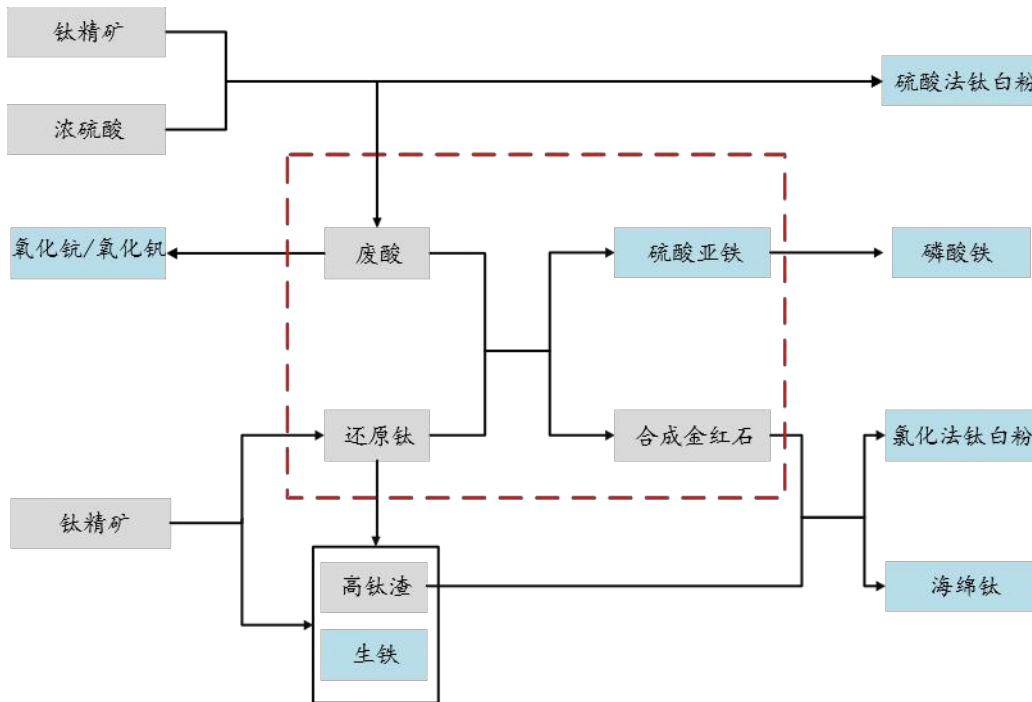 钛精矿
硫酸法钛白粉
浓硫酸
氧化钪/氧化钒
废酸
硫酸亚铁
磷酸铁
还原钛
合成金红石
氯化法钛白粉
钛精矿
高钛渣
海绵钛
生铁